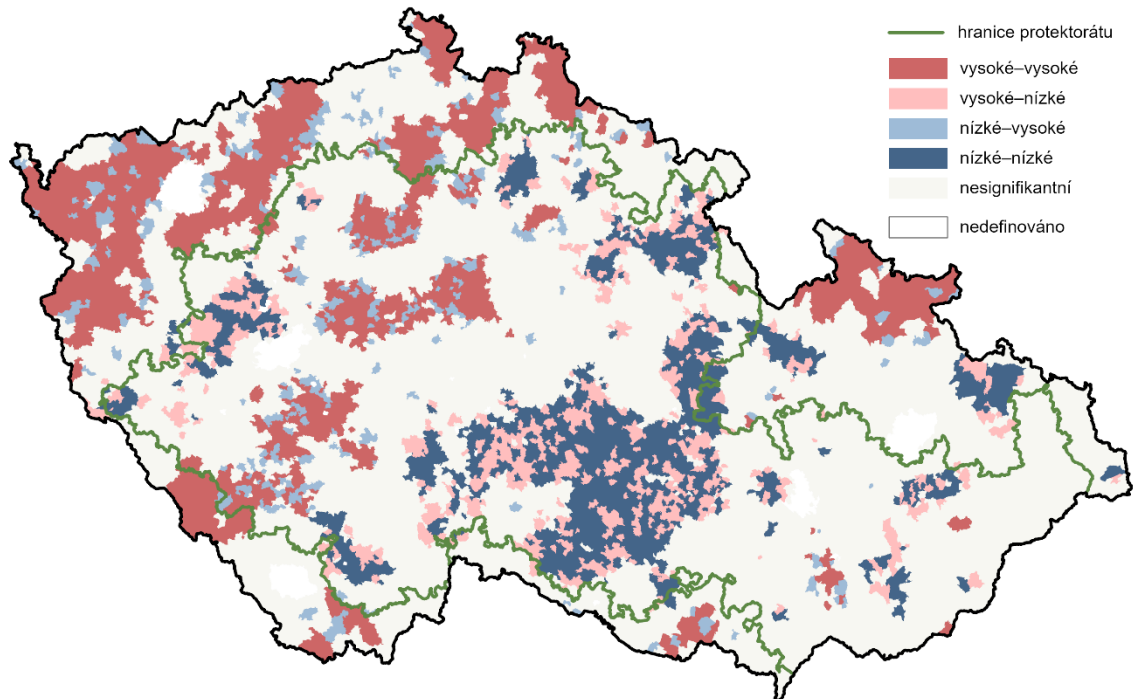 hranice protektorátu
vysoké–vysoké
vysoké–nízké
nízké–vysoké
nízké–nízké
nesignifikantní
nedefinováno